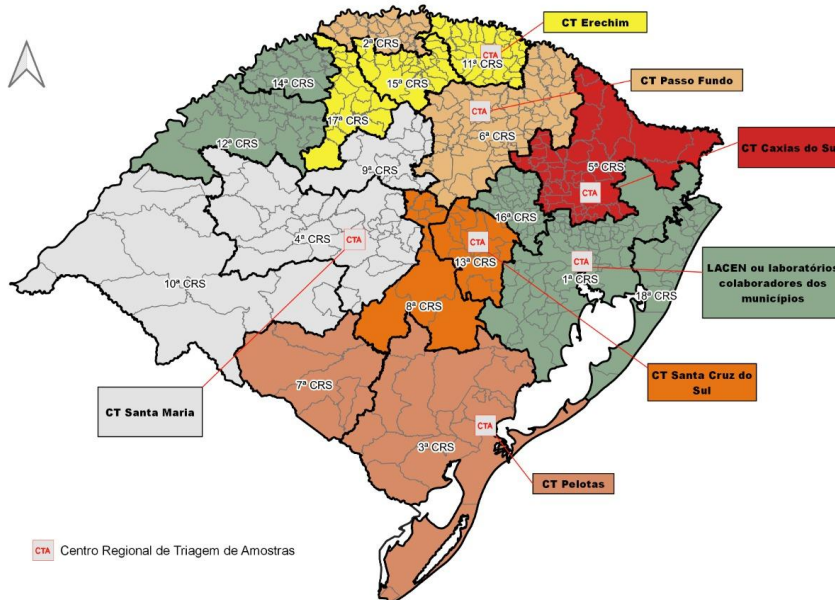 CT Erechim
2ª CRS
CTA
11ª CRS
14ª CRS
15ª CRS
CT Passo Fundo
17ª CRS
CTA
12ª CRS
6ª CRS
CT Caxias do Su
9ª CRS
5ª CRS
CTA
16ª CRS
4ª CRS
CTA
CTA
13ª CRS
CTA
1ª CRS
LACEN ou laboratórios
colaboradores dos
municípios
10ª CRS
18ª CRS
8ª CRS
CT Santa Cruz do
Sul
7ª CRS
CT Santa Maria
CTA
3ª CRS
CT Pelotas
CTA Centro Regional de Triagem de Amostras